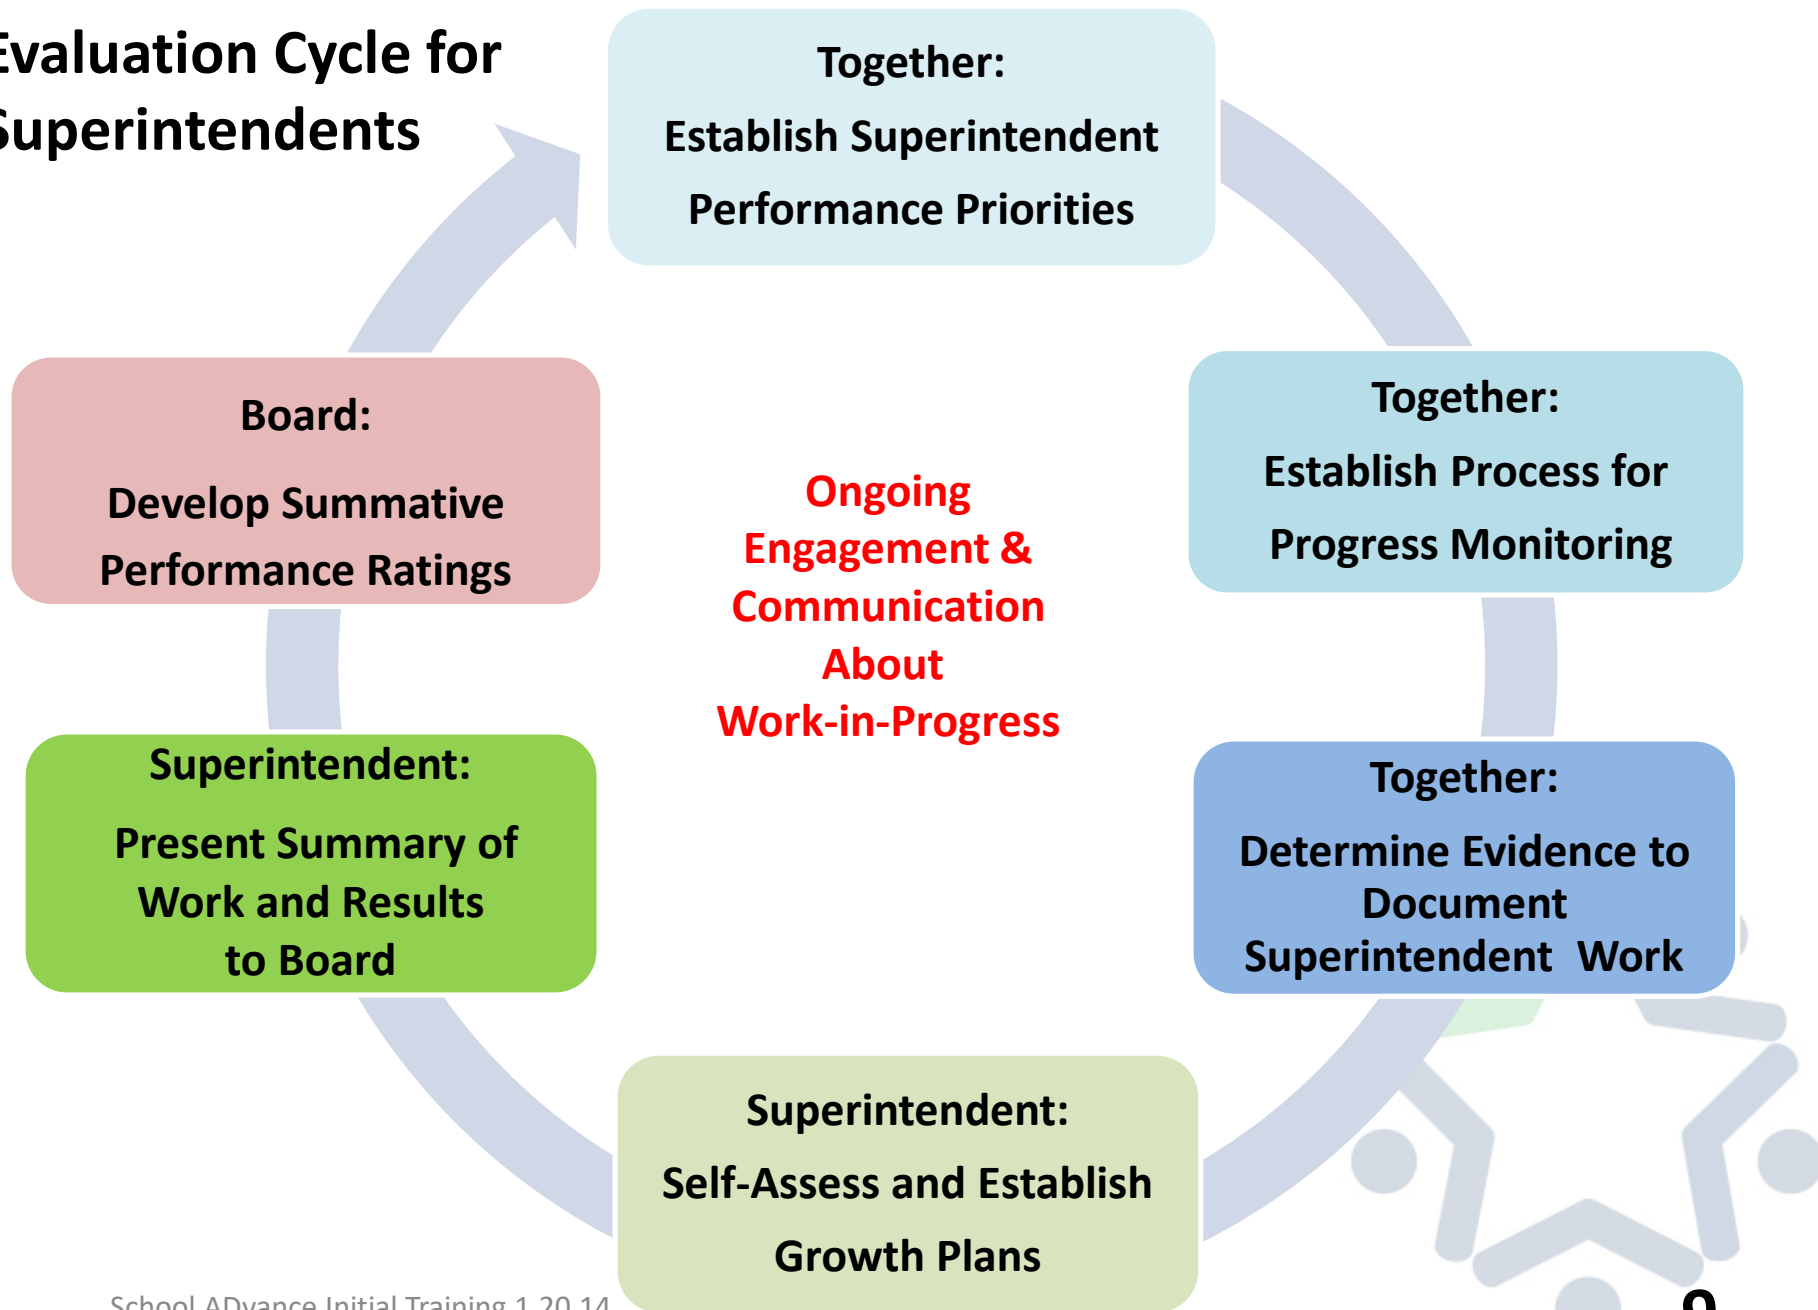 Evaluation Cycle for
Superintendents
Together:
Establish Superintendent
Performance Priorities
Together:
Establish Process for
Progress Monitoring
Together:
Determine Evidence to
Document
Superintendent Work
Superintendent:
Self-Assess and Establish
Growth Plans
Superintendent:
Present Summary of
Work and Results
to Board
Board:
Develop Summative
Performance Ratings
Ongoing
Engagement &
Communication
About
Work-in-Progress
School ADvance Initial Training 1.20.14